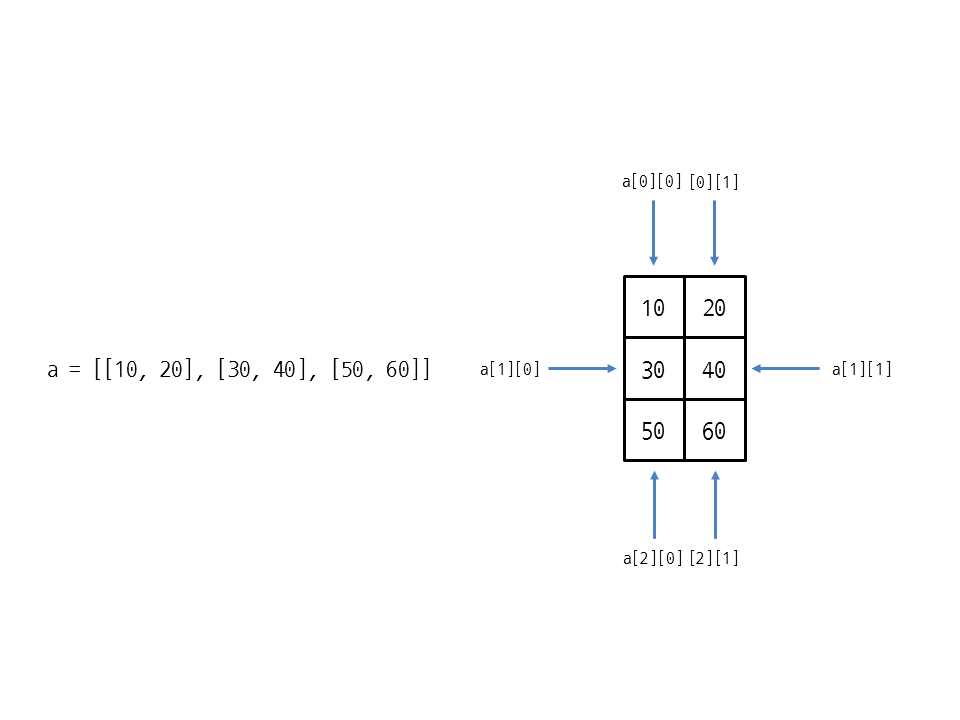 a[0][0] [0][1]
10 20
a = [[10, 20], [30, 40], [50, 60]]
a[1][0] 30 40 a[1][1]
50 60
a[2][0] [2][1]